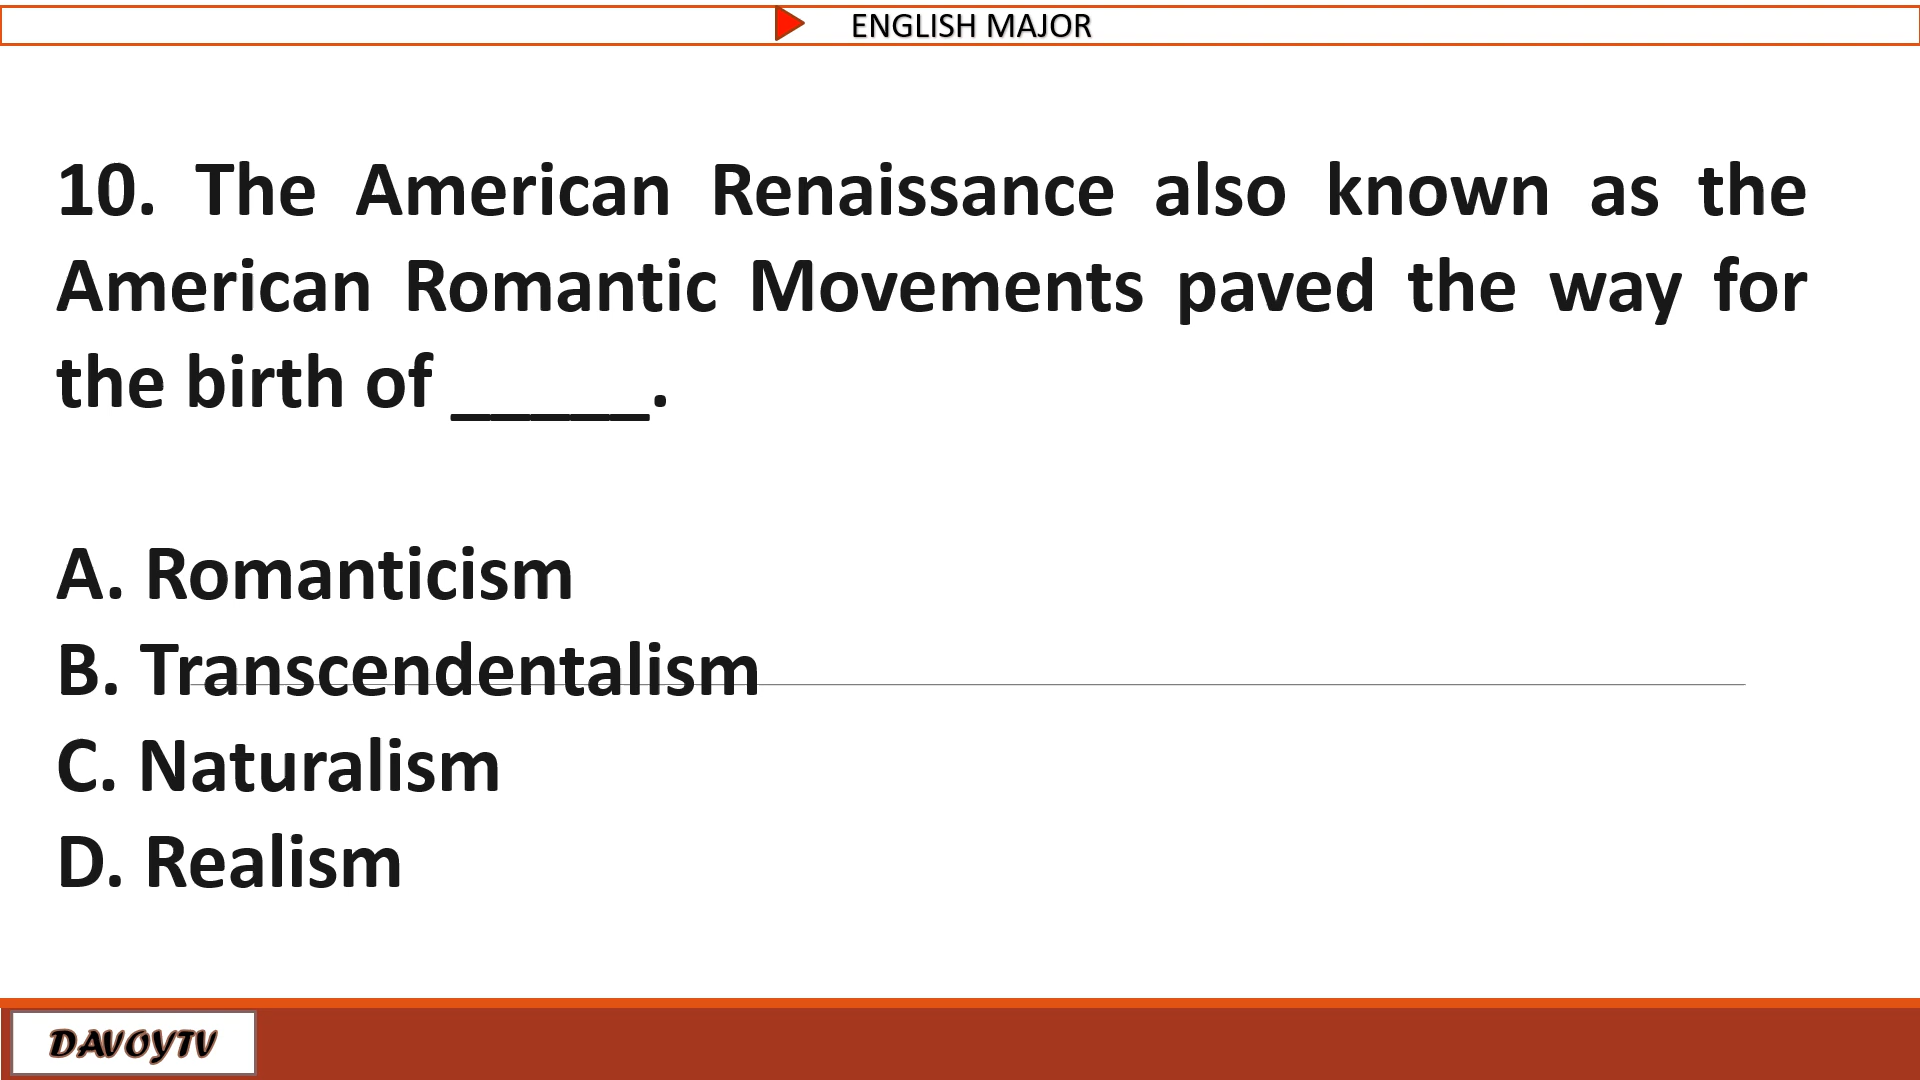 ENGLISH MAJOR
10. The American Renaissance also known as the
American Romantic Movements paved the way for
the birth of _____.
A. Romanticism
B. Transcendentalism
C. Naturalism
D. Realism
DAVOYTV